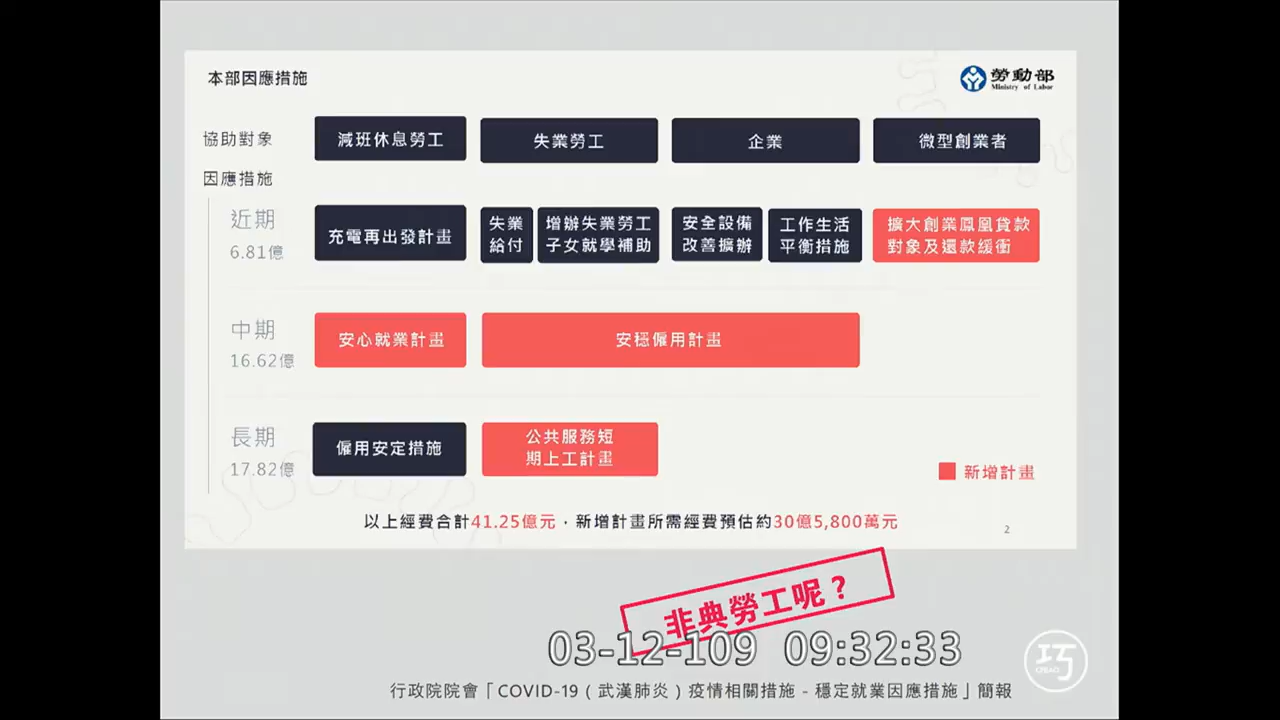 本部因應措施
勞動部
Ministry of Labor
協助對象
減班休息勞工
失業勞工
企業
微型創業者
因應措施
近期
6.81億
充電再出發計畫
失業
給付
增辦失業勞工
子女就學補助
安全設備
改善擴辦
工作生活
平衡措施
擴大創業鳳凰貸款
對象及還款緩衝
中期
16.62億
安心就業計畫
安穩僱用計畫
長期
17.82億
僱用安定措施
公共服務短
期上工計畫
新增計畫
以上經費合計41.25億元，新增計畫所需經費預估約30億5,800萬元
2
非典勞工呢？
03-12-109 09:32:33
巧
行政院院會「COVID-19（武漢肺炎）疫情相關措施－穩定就業因應措施」簡報